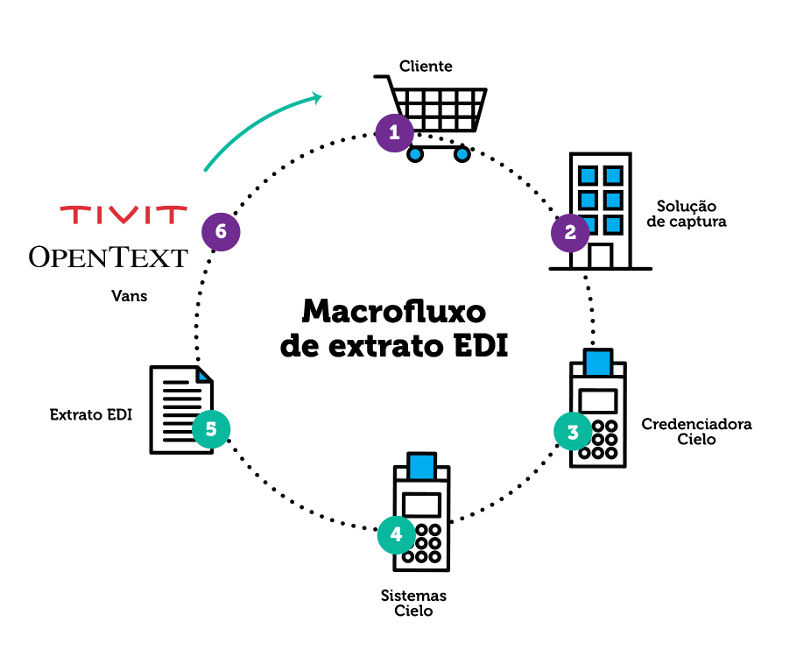 Cliente
1
Solução
de captura
2
TIVIT
6
OPENTEXT
Vans
Macrofluxo
de extrato EDI
Extrato EDI
5
3
Credenciadora
Cielo
4
Sistemas
Cielo